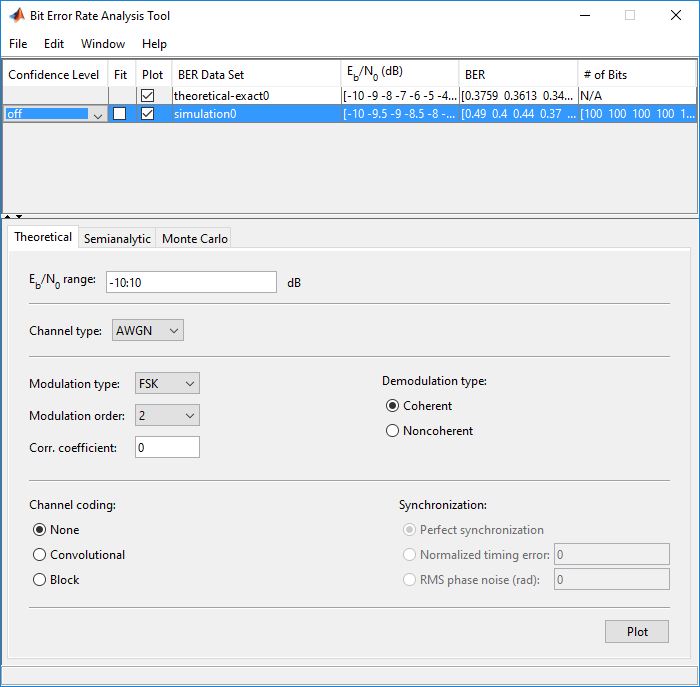 Bit Error Rate Analysis Tool
File Edit Window Help
Confidence Level Fit Plot BER Data Set Eb/N0 (dB) BER # of Bits
theoretical-exact0 [-10 -9 -8 -7 -6 -5 -4... [0.3759 0.3613 0.34... N/A
off simulation0 [-10 -9.5 -9 -8.5 -8 -... [0.49 0.4 0.44 0.37 ... [100 100 100 100 1...
Theoretical Semianalytic Monte Carlo
Eb/N0 range: -10:10 dB
Channel type: AWGN
Modulation type: FSK Demodulation type:
Modulation order: 2 Coherent
Corr. coefficient: 0 Noncoherent
Channel coding: Synchronization:
None Perfect synchronization
Convolutional Normalized timing error: 0
Block RMS phase noise (rad): 0
Plot